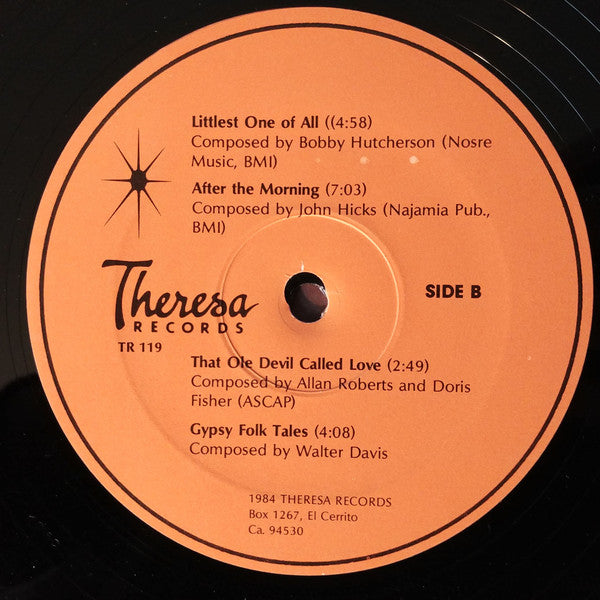 Littlest One of All ((4:58)
Composed by Bobby Hutcherson (Nosre
Music, BMI)
After the Morning (7:03)
Composed by John Hicks (Najamia Pub.,
BMI)
Theresa
RECORDS
TR 119
SIDE B
That Ole Devil Called Love (2:49)
Composed by Allan Roberts and Doris
Fisher (ASCAP)
Gypsy Folk Tales (4:08)
Composed by Walter Davis
1984 THERESA RECORDS
Box 1267, El Cerrito
Ca. 94530